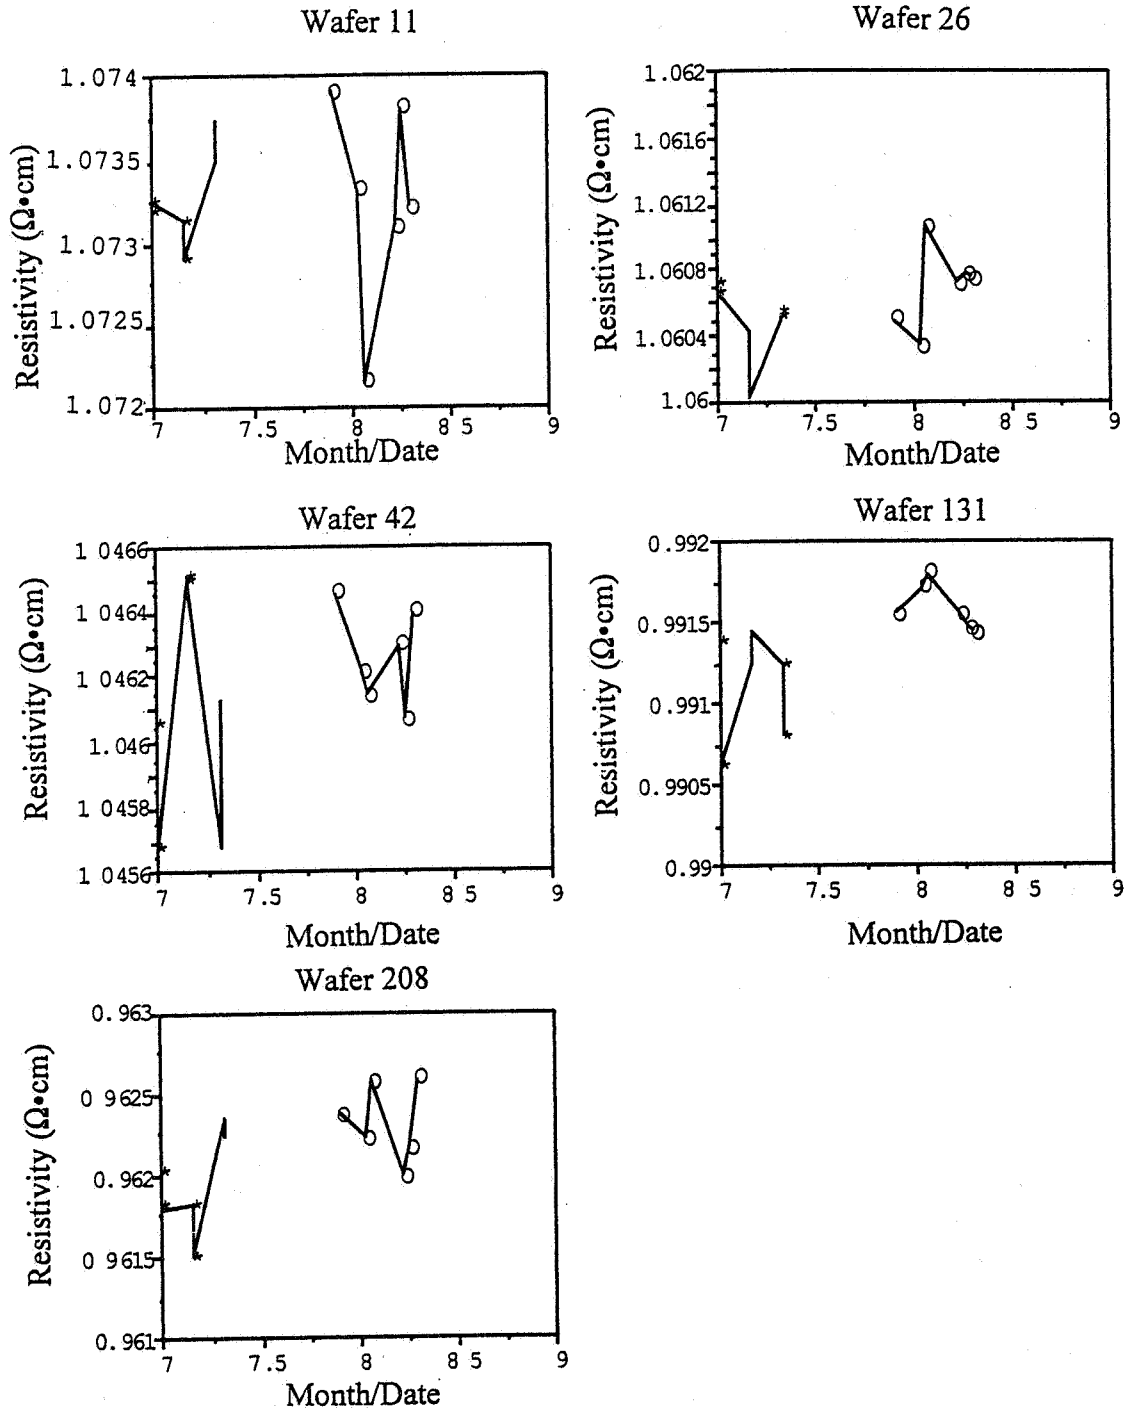 Wafer 11
1.074
1.0735
1.073
1.0725
1.072
Resistivity (Ω•cm)
7 7.5 8 8 5 9
Month/Date
Wafer 26
1.062
1.0616
1.0612
1.0608
1.0604
1.06
Resistivity (Ω•cm)
7 7.5 8 8 5 9
Month/Date
Wafer 42
1 0466
1 0464
1 0462
1.046
1 0458
1 0456
Resistivity (Ω•cm)
7 7.5 8 8 5 9
Month/Date
Wafer 131
0.992
0.9915
0.991
0.9905
0.99
Resistivity (Ω•cm)
7 7.5 8 8 5 9
Month/Date
Wafer 208
0.963
0 9625
0.962
0 9615
0.961
Resistivity (Ω•cm)
7 7.5 8 8 5 9
Month/Date